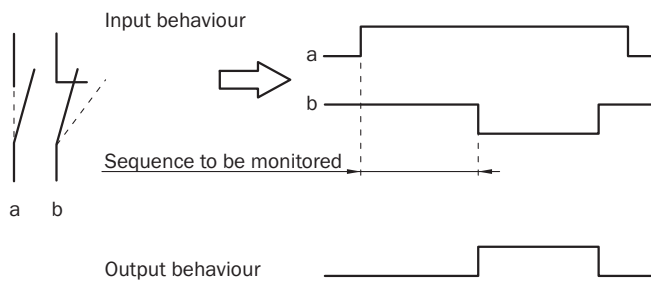 Input behaviour
a
b
Sequence to be monitored
a b
Output behaviour